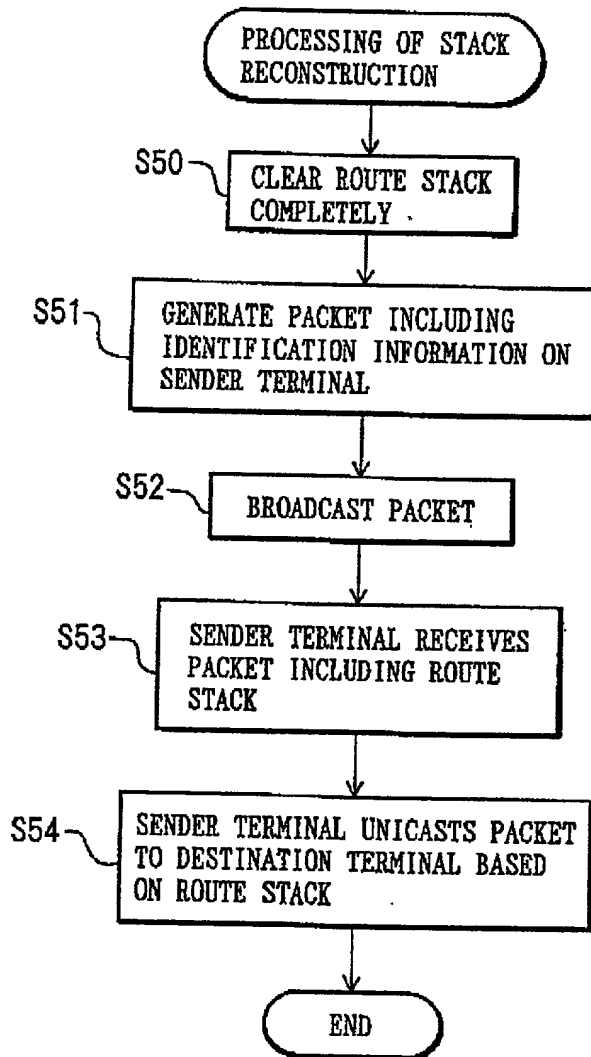 PROCESSING OF STACK
RECONSTRUCTION
S50
CLEAR ROUTE STACK
COMPLETELY
S51
GENERATE PACKET INCLUDING
IDENTIFICATION INFORMATION ON
SENDER TERMINAL
S52
BROADCAST PACKET
S53
SENDER TERMINAL RECEIVES
PACKET INCLUDING ROUTE
STACK
S54
SENDER TERMINAL UNICASTS PACKET
TO DESTINATION TERMINAL BASED
ON ROUTE STACK
END